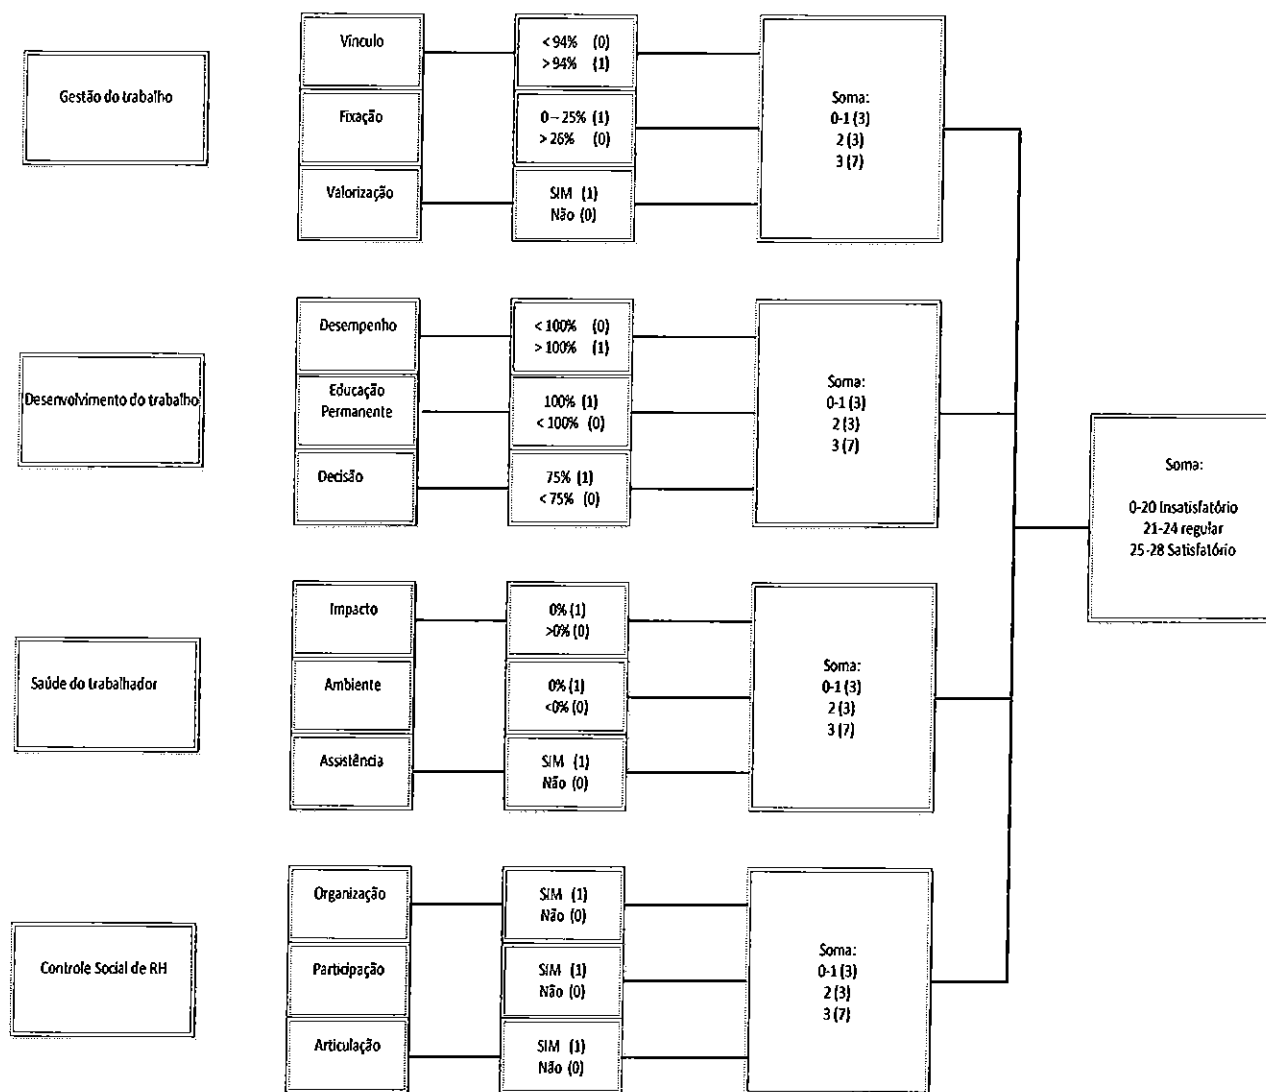 Gestão do trabalho
Vínculo
< 94% (0)
> 94% (1)
Fixação
0 – 25% (1)
> 26% (0)
Valorização
SIM (1)
Não (0)
Soma:
0-1 (3)
2 (3)
3 (7)
Desenvolvimento do trabalho
Desempenho
< 100% (0)
> 100% (1)
Educação
Permanente
100% (1)
< 100% (0)
Decisão
75% (1)
< 75% (0)
Soma:
0-1 (3)
2 (3)
3 (7)
Saúde do trabalhador
Impacto
0% (1)
>0% (0)
Ambiente
0% (1)
<0% (0)
Assistência
SIM (1)
Não (0)
Soma:
0-1 (3)
2 (3)
3 (7)
Controle Social de RH
Organização
SIM (1)
Não (0)
Participação
SIM (1)
Não (0)
Articulação
SIM (1)
Não (0)
Soma:
0-1 (3)
2 (3)
3 (7)
Soma:
0-20 Insatisfatório
21-24 regular
25-28 Satisfatório